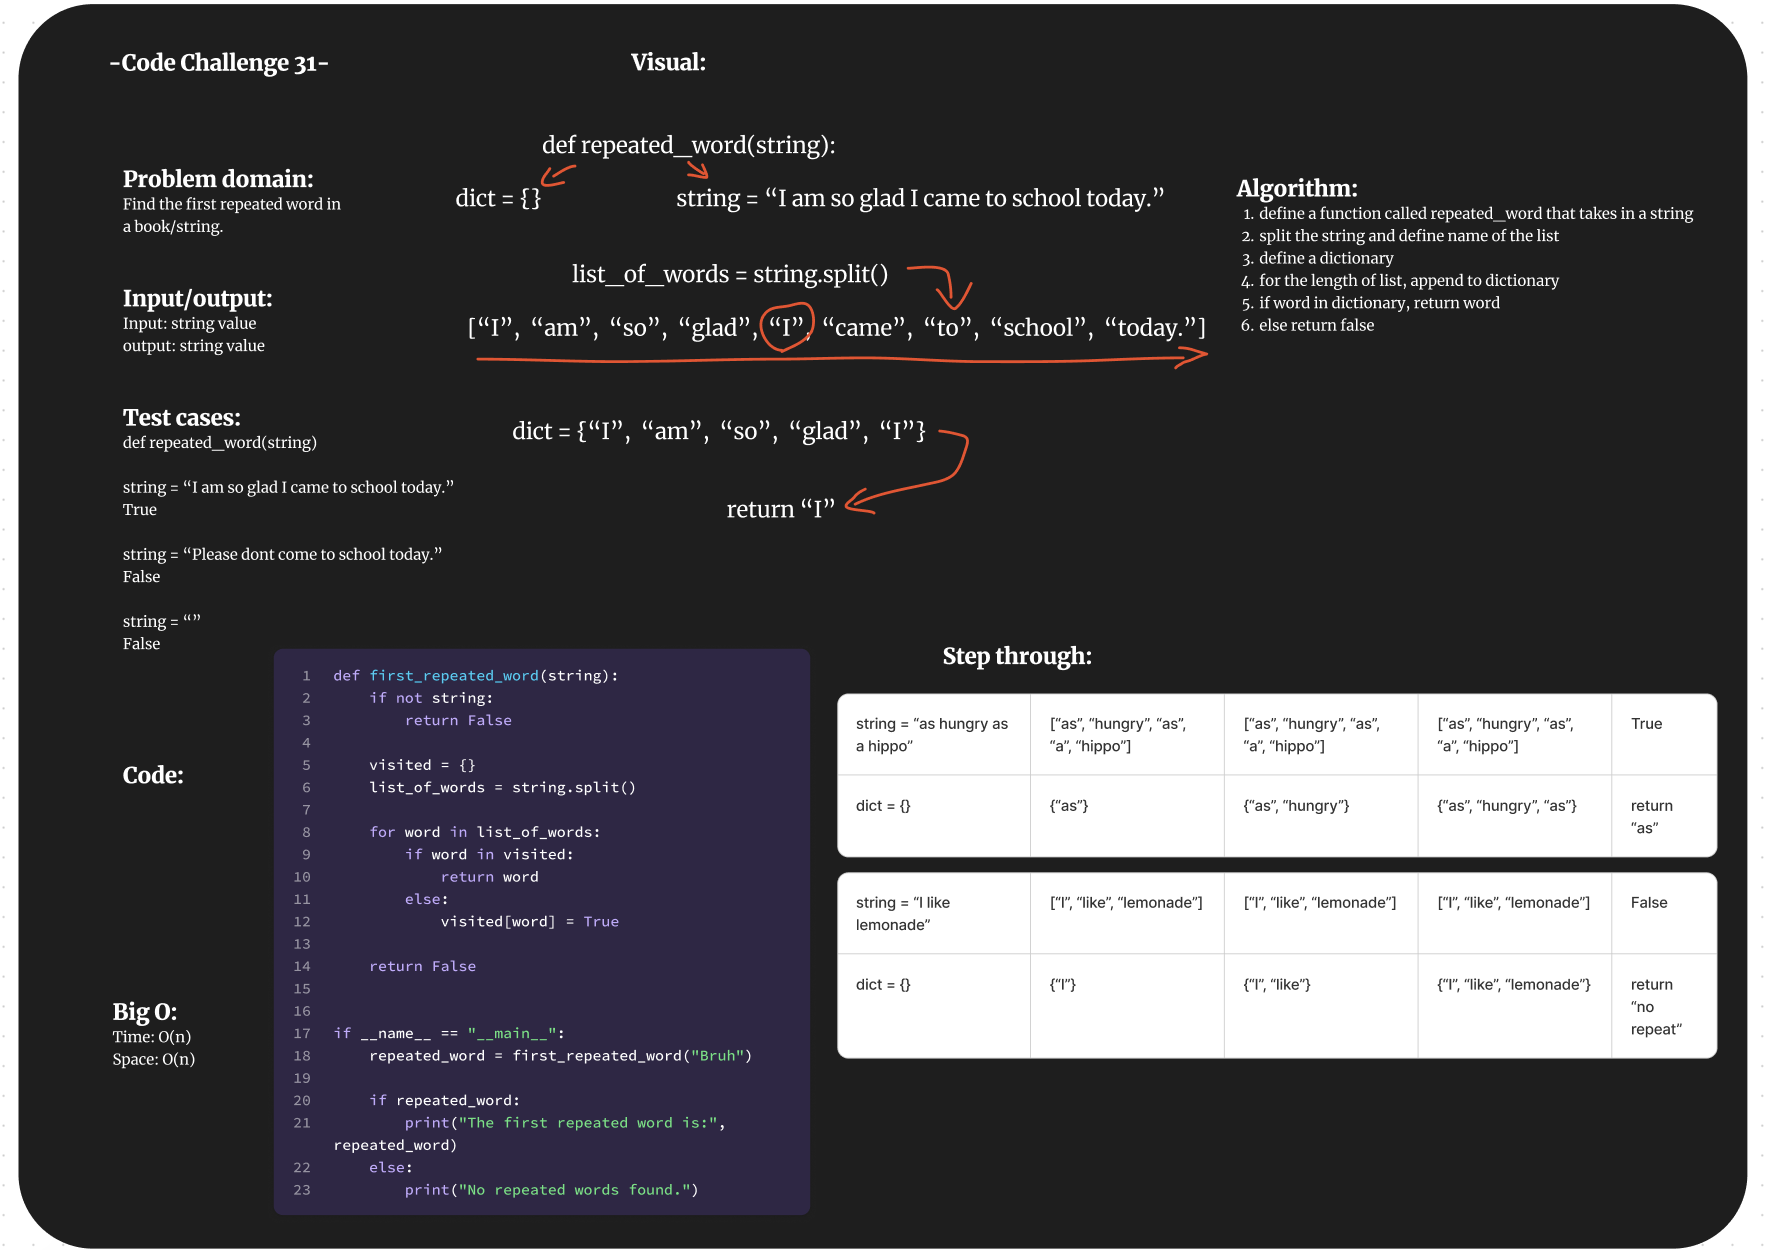 -Code Challenge 31-
Visual:
Problem domain:
Find the first repeated word in
a book/string.
Input/output:
Input: string value
output: string value
Test cases:
def repeated_word(string)
string = “I am so glad I came to school today.”
True
string = “Please dont come to school today.”
False
string = “”
False
def repeated_word(string):
dict = {}
string = “I am so glad I came to school today.”
list_of_words = string.split()
[“I”, “am”, “so”, “glad”, “I”, “came”, “to”, “school”, “today.”]
dict = {“I”, “am”, “so”, “glad”, “I”}
return “I”
Algorithm:
1. define a function called repeated_word that takes in a string
2. split the string and define name of the list
3. define a dictionary
4. for the length of list, append to dictionary
5. if word in dictionary, return word
6. else return false
Code:
1 def first_repeated_word(string):
2 if not string:
3 return False
4
5 visited = {}
6 list_of_words = string.split()
7
8 for word in list_of_words:
9 if word in visited:
10 return word
11 else:
12 visited[word] = True
13
14 return False
15
16
17 if __name__ == "__main__":
18 repeated_word = first_repeated_word("Bruh")
19
20 if repeated_word:
21 print("The first repeated word is:",
repeated_word)
22 else:
23 print("No repeated words found.")
Big O:
Time: O(n)
Space: O(n)
Step through:
string = “as hungry as
a hippo”
[“as”, “hungry”, “as”,
“a”, “hippo”]
[“as”, “hungry”, “as”,
“a”, “hippo”]
[“as”, “hungry”, “as”,
“a”, “hippo”]
True
dict = {}
{“as”}
{“as”, “hungry”}
{“as”, “hungry”, “as”}
return
“as”
string = “I like
lemonade”
[“I”, “like”, “lemonade”]
[“I”, “like”, “lemonade”]
[“I”, “like”, “lemonade”]
False
dict = {}
{“I”}
{“I”, “like”}
{“I”, “like”, “lemonade”}
return
“no
repeat”